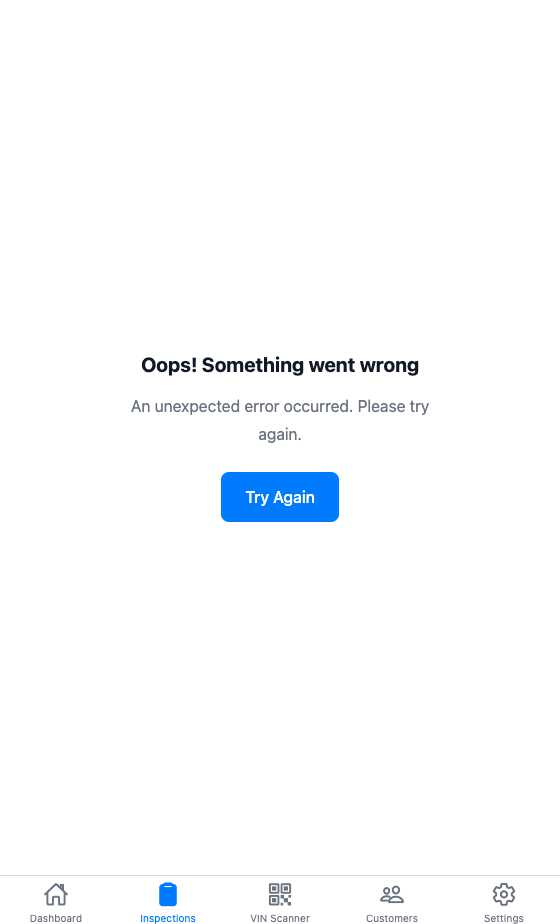 Oops! Something went wrong
An unexpected error occurred. Please try
again.
Try Again
Dashboard
Inspections
VIN Scanner
Customers
Settings